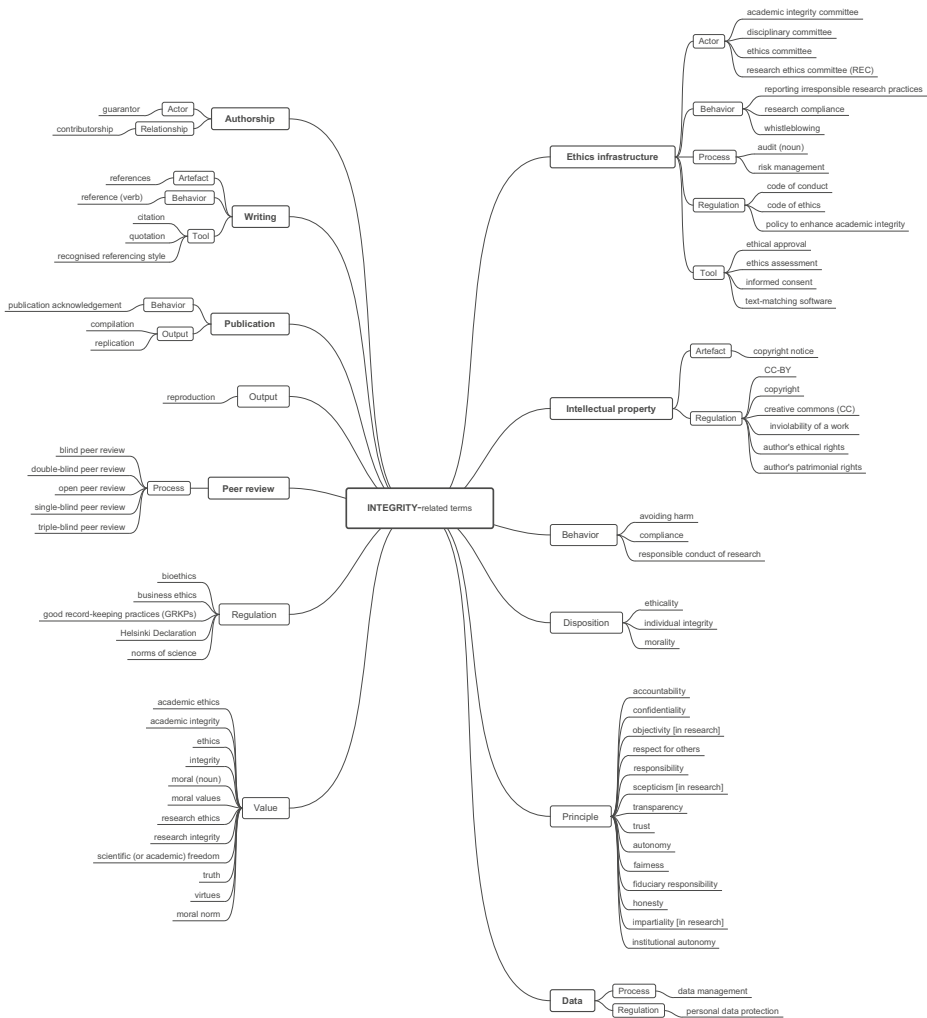 INTEGRITY-related terms
Authorship
Actor
guarantor
Relationship
contributorship
Writing
Artefact
references
Behavior
reference (verb)
Tool
citation
quotation
recognised referencing style
Publication
Behavior
publication acknowledgement
Output
compilation
replication
Output
reproduction
Peer review
Process
blind peer review
double-blind peer review
open peer review
single-blind peer review
triple-blind peer review
Regulation
bioethics
business ethics
good record-keeping practices (GRKPs)
Helsinki Declaration
norms of science
Value
academic ethics
academic integrity
ethics
integrity
moral (noun)
moral values
research ethics
research integrity
scientific (or academic) freedom
truth
virtues
moral norm
Ethics infrastructure
Actor
academic integrity committee
disciplinary committee
ethics committee
research ethics committee (REC)
Behavior
reporting irresponsible research practices
research compliance
whistleblowing
Process
audit (noun)
risk management
Regulation
code of conduct
code of ethics
policy to enhance academic integrity
Tool
ethical approval
ethics assessment
informed consent
text-matching software
Intellectual property
Artefact
copyright notice
Regulation
CC-BY
copyright
creative commons (CC)
inviolability of a work
author's ethical rights
author's patrimonial rights
Behavior
avoiding harm
compliance
responsible conduct of research
Disposition
ethicality
individual integrity
morality
Principle
accountability
confidentiality
objectivity [in research]
respect for others
responsibility
scepticism [in research]
transparency
trust
autonomy
fairness
fiduciary responsibility
honesty
impartiality [in research]
institutional autonomy
Data
Process
data management
Regulation
personal data protection